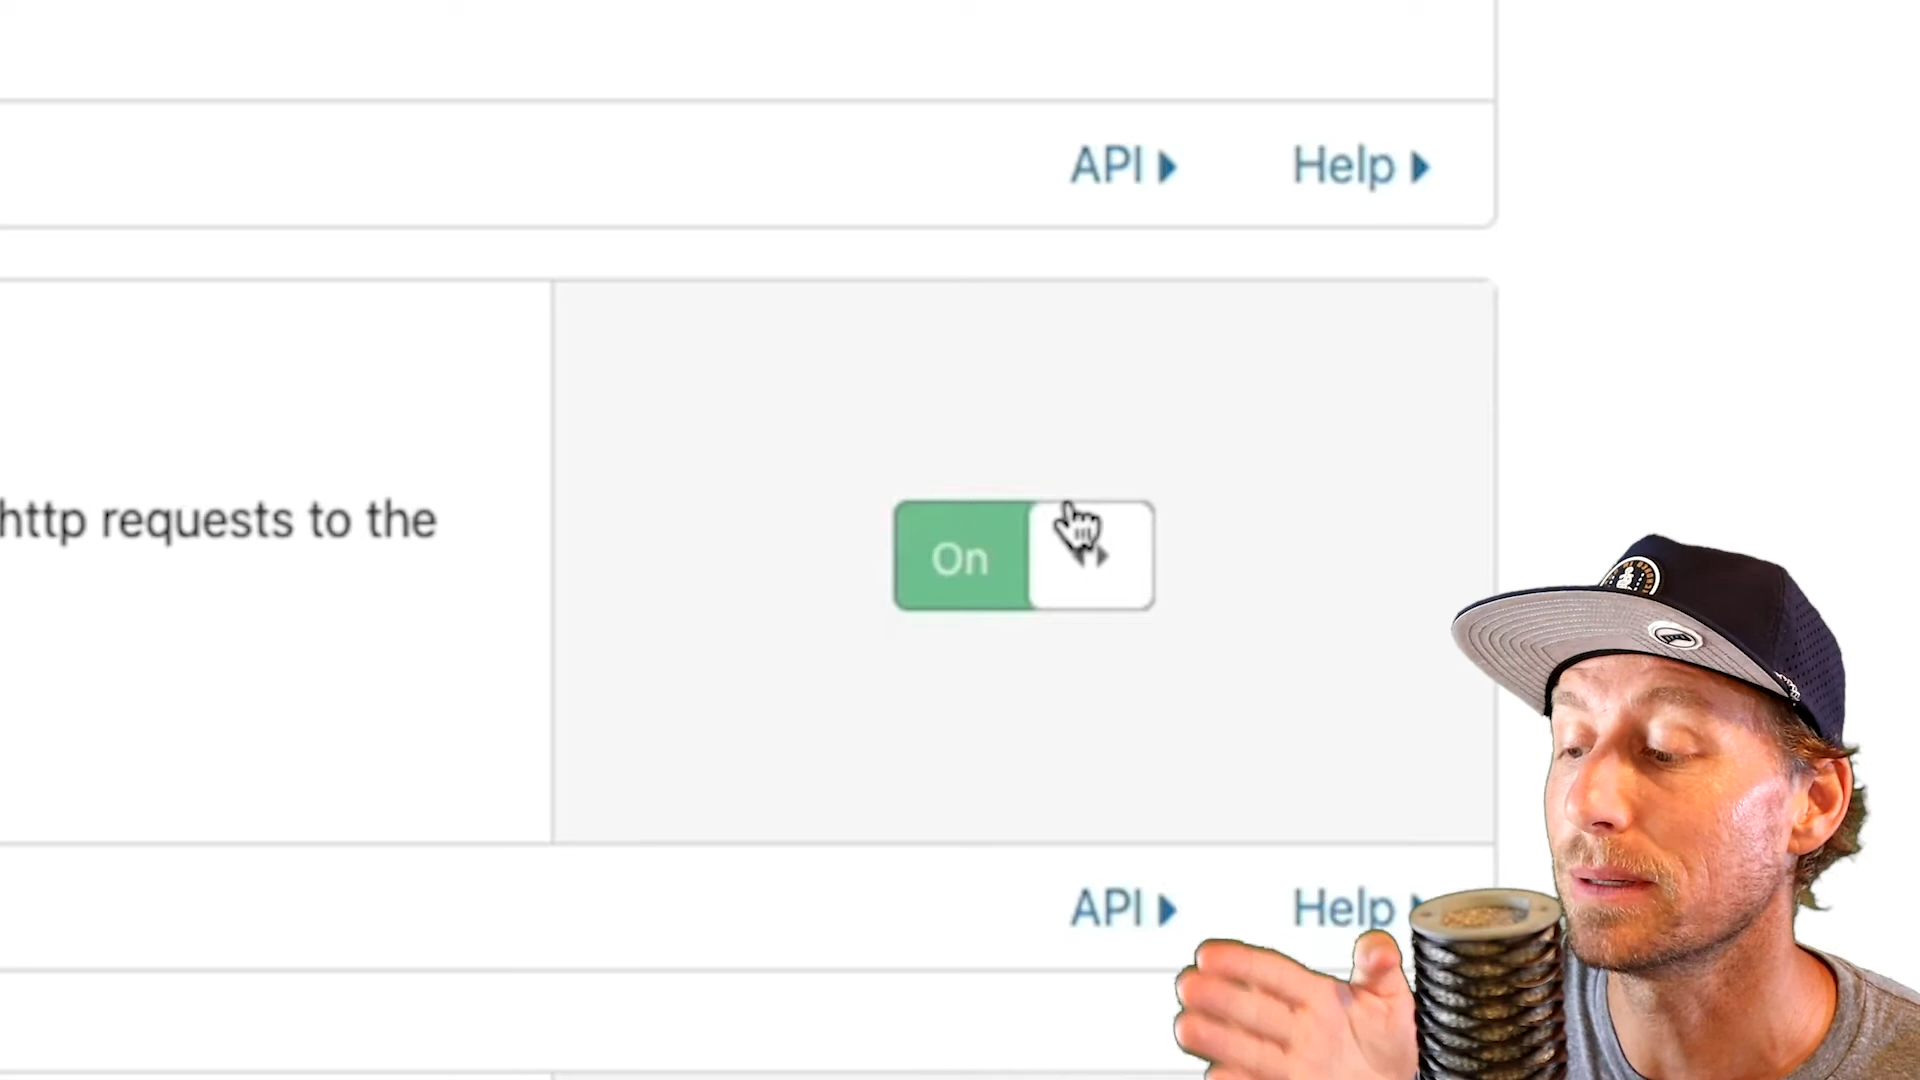 API
Help
http requests to the
On
API
Help